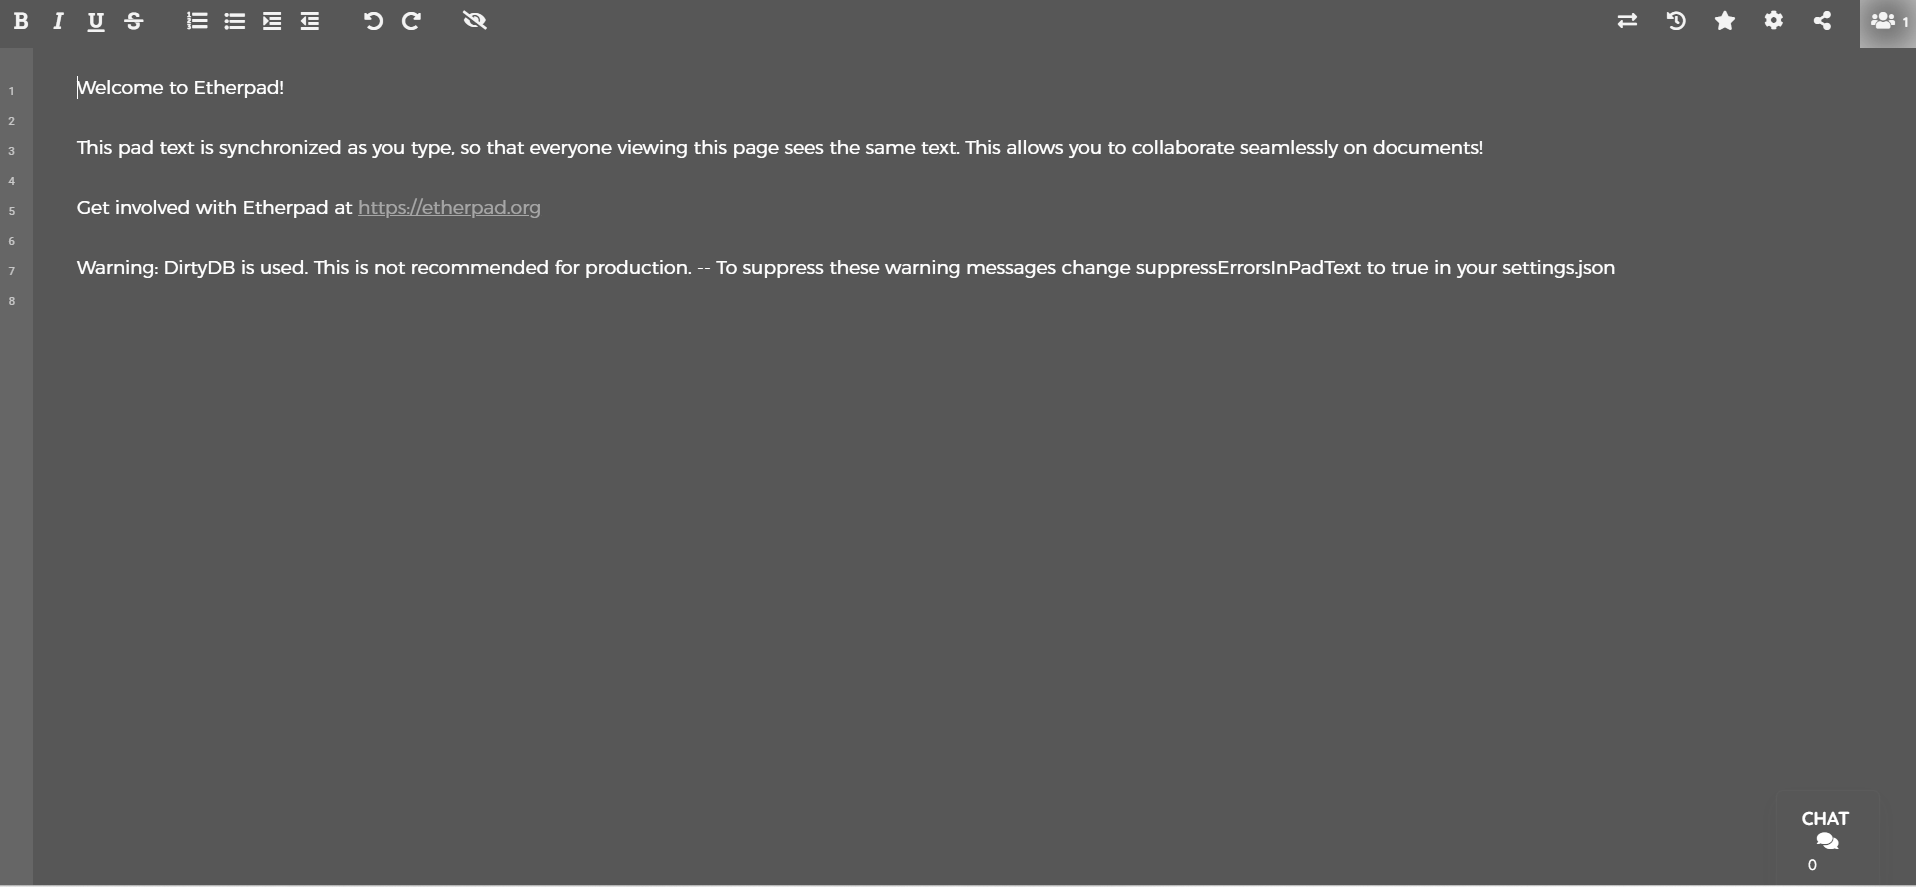 B I U S 1
1 Welcome to Etherpad!
2
3 This pad text is synchronized as you type, so that everyone viewing this page sees the same text. This allows you to collaborate seamlessly on documents!
4
5 Get involved with Etherpad at https://etherpad.org
6
7 Warning: DirtyDB is used. This is not recommended for production. -- To suppress these warning messages change suppressErrorsInPadText to true in your settings.json
8
CHAT
0